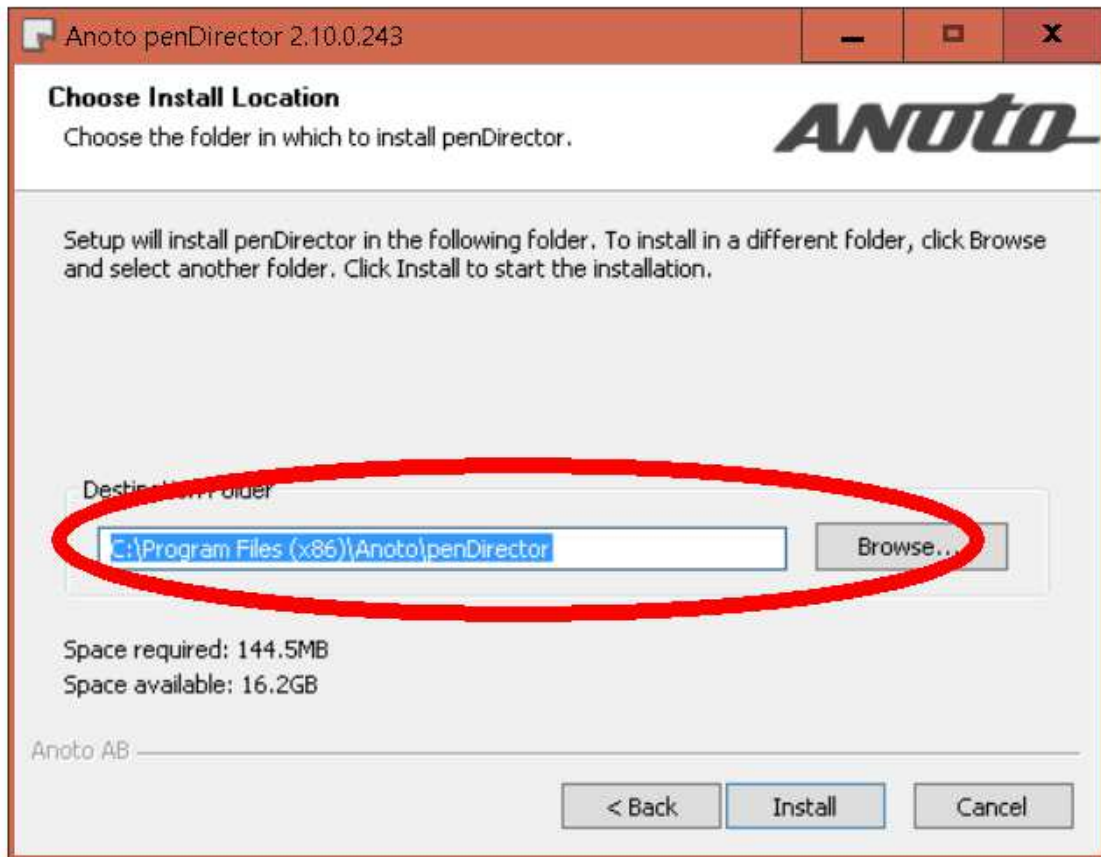 Anoto penDirector 2.10.0.243
Choose Install Location
Choose the folder in which to install penDirector.
ANOTO
Setup will install penDirector in the following folder. To install in a different folder, click Browse
and select another folder. Click Install to start the installation.
Destination Folder
C:\Program Files (x86)\Anoto\penDirector
Browse...
Space required: 144.5MB
Space available: 16.2GB
Anoto AB
< Back
Install
Cancel